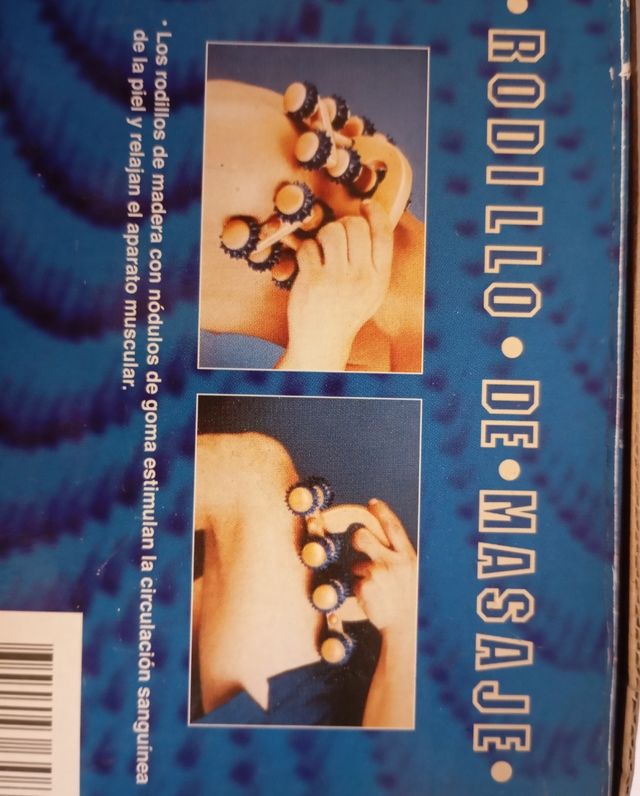 • RODILLO • DE • MASAJE •
* Los rodillos de madera con nódulos de goma estimulan la circulación sanguínea
de la piel y relajan el aparato muscular.